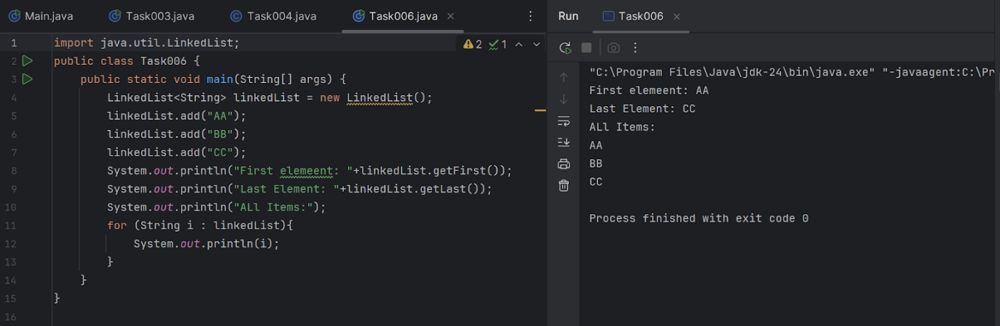 Main.java Task003.java Task004.java Task006.java
1 import java.util.LinkedList; 2 1
2 public class Task006 {
3 public static void main(String[] args) {
4 LinkedList<String> linkedList = new LinkedList();
5 linkedList.add("AA");
6 linkedList.add("BB");
7 linkedList.add("CC");
8 System.out.println("First elemeent: "+linkedList.getFirst());
9 System.out.println("Last Element: "+linkedList.getLast());
10 System.out.println("ALl Items:");
11 for (String i : linkedList){
12 System.out.println(i);
13 }
14 }
15 }
16
Run Task006
"C:\Program Files\Java\jdk-24\bin\java.exe" "-javaagent:C:\Pr
First elemeent: AA
Last Element: CC
ALl Items:
AA
BB
CC
Process finished with exit code 0